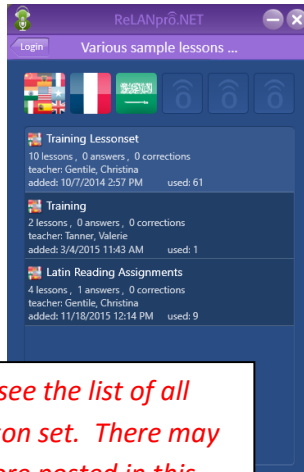 ReLANprô.NET
Login
Various sample lessons ...
Training Lessonset
10 lessons , 0 answers , 0 corrections
teacher: Gentile, Christina
added: 10/7/2014 2:57 PM used: 61
Training
2 lessons , 0 answers , 0 corrections
teacher: Tanner, Valerie
added: 3/4/2015 11:43 AM used: 1
Latin Reading Assignments
4 lessons , 1 answers , 0 corrections
teacher: Gentile, Christina
added: 11/18/2015 12:14 PM used: 9
see the list of all
on set. There may
ore posted in this